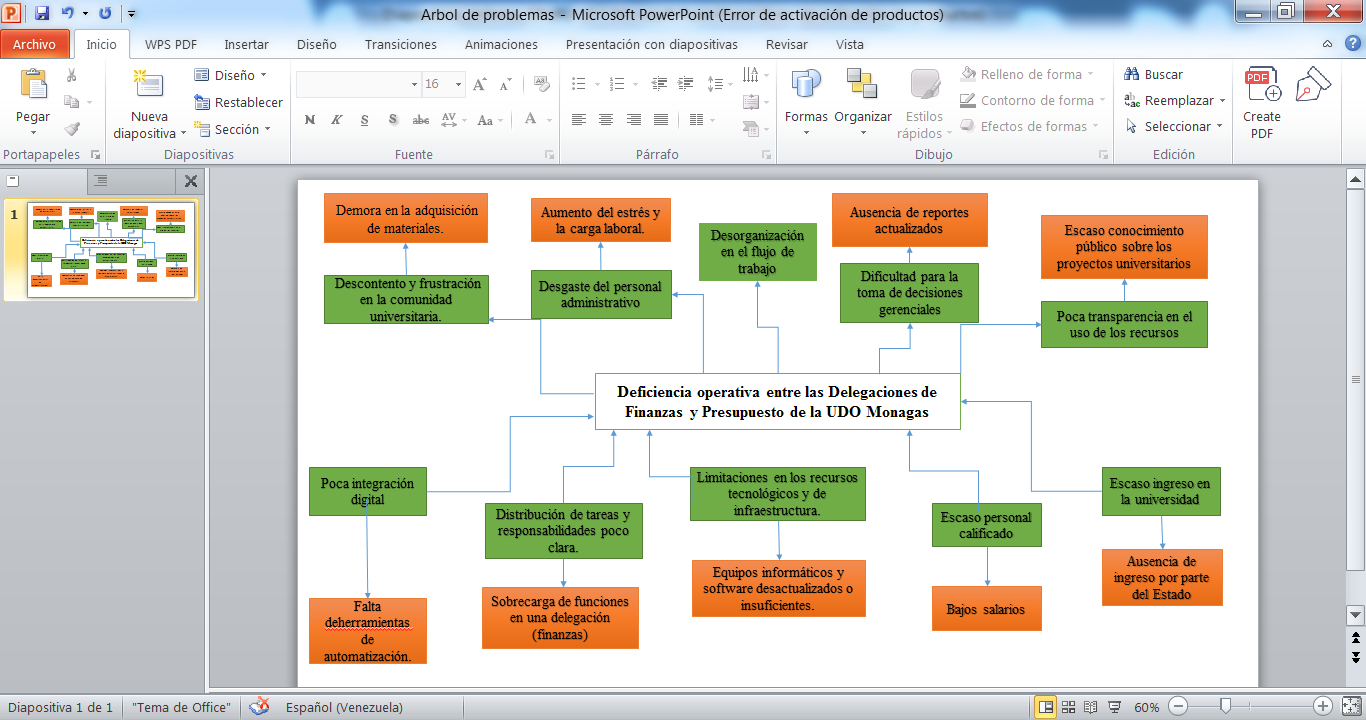 Arbol de problemas - Microsoft PowerPoint (Error de activación de productos)
Archivo
Inicio
WPS PDF
Insertar
Diseño
Transiciones
Animaciones
Presentación con diapositivas
Revisar
Vista
Pegar
Portapapeles
Nueva
diapositiva
Diseño
Restablecer
Sección
Diapositivas
16
N K S S abc AV Aa A
Fuente
Párrafo
Formas
Organizar
Estilos
rápidos
Relleno de forma
Contorno de forma
Efectos de formas
Dibujo
Buscar
Reemplazar
Seleccionar
Edición
Create
PDF
1
Demora en la adquisición
de materiales.
Aumento del estrés y
la carga laboral.
Desorganización
en el flujo de
trabajo
Ausencia de reportes
actualizados
Escaso conocimiento
público sobre los
proyectos universitarios
Descontento y frustración
en la comunidad
universitaria.
Desgaste del personal
administrativo
Dificultad para la
toma de decisiones
gerenciales
Poca transparencia en el
uso de los recursos
Deficiencia operativa entre las Delegaciones de
Finanzas y Presupuesto de la UDO Monagas
Poca integración
digital
Distribución de tareas y
responsabilidades poco
clara.
Limitaciones en los recursos
tecnológicos y de
infraestructura.
Escaso personal
calificado
Escaso ingreso en
la universidad
Falta
deherramientas
de
automatización.
Sobrecarga de funciones
en una delegación
(finanzas)
Equipos informáticos y
software desactualizados o
insuficientes.
Bajos salarios
Ausencia de
ingreso por parte
del Estado
Diapositiva 1 de 1
"Tema de Office"
Español (Venezuela)
60%